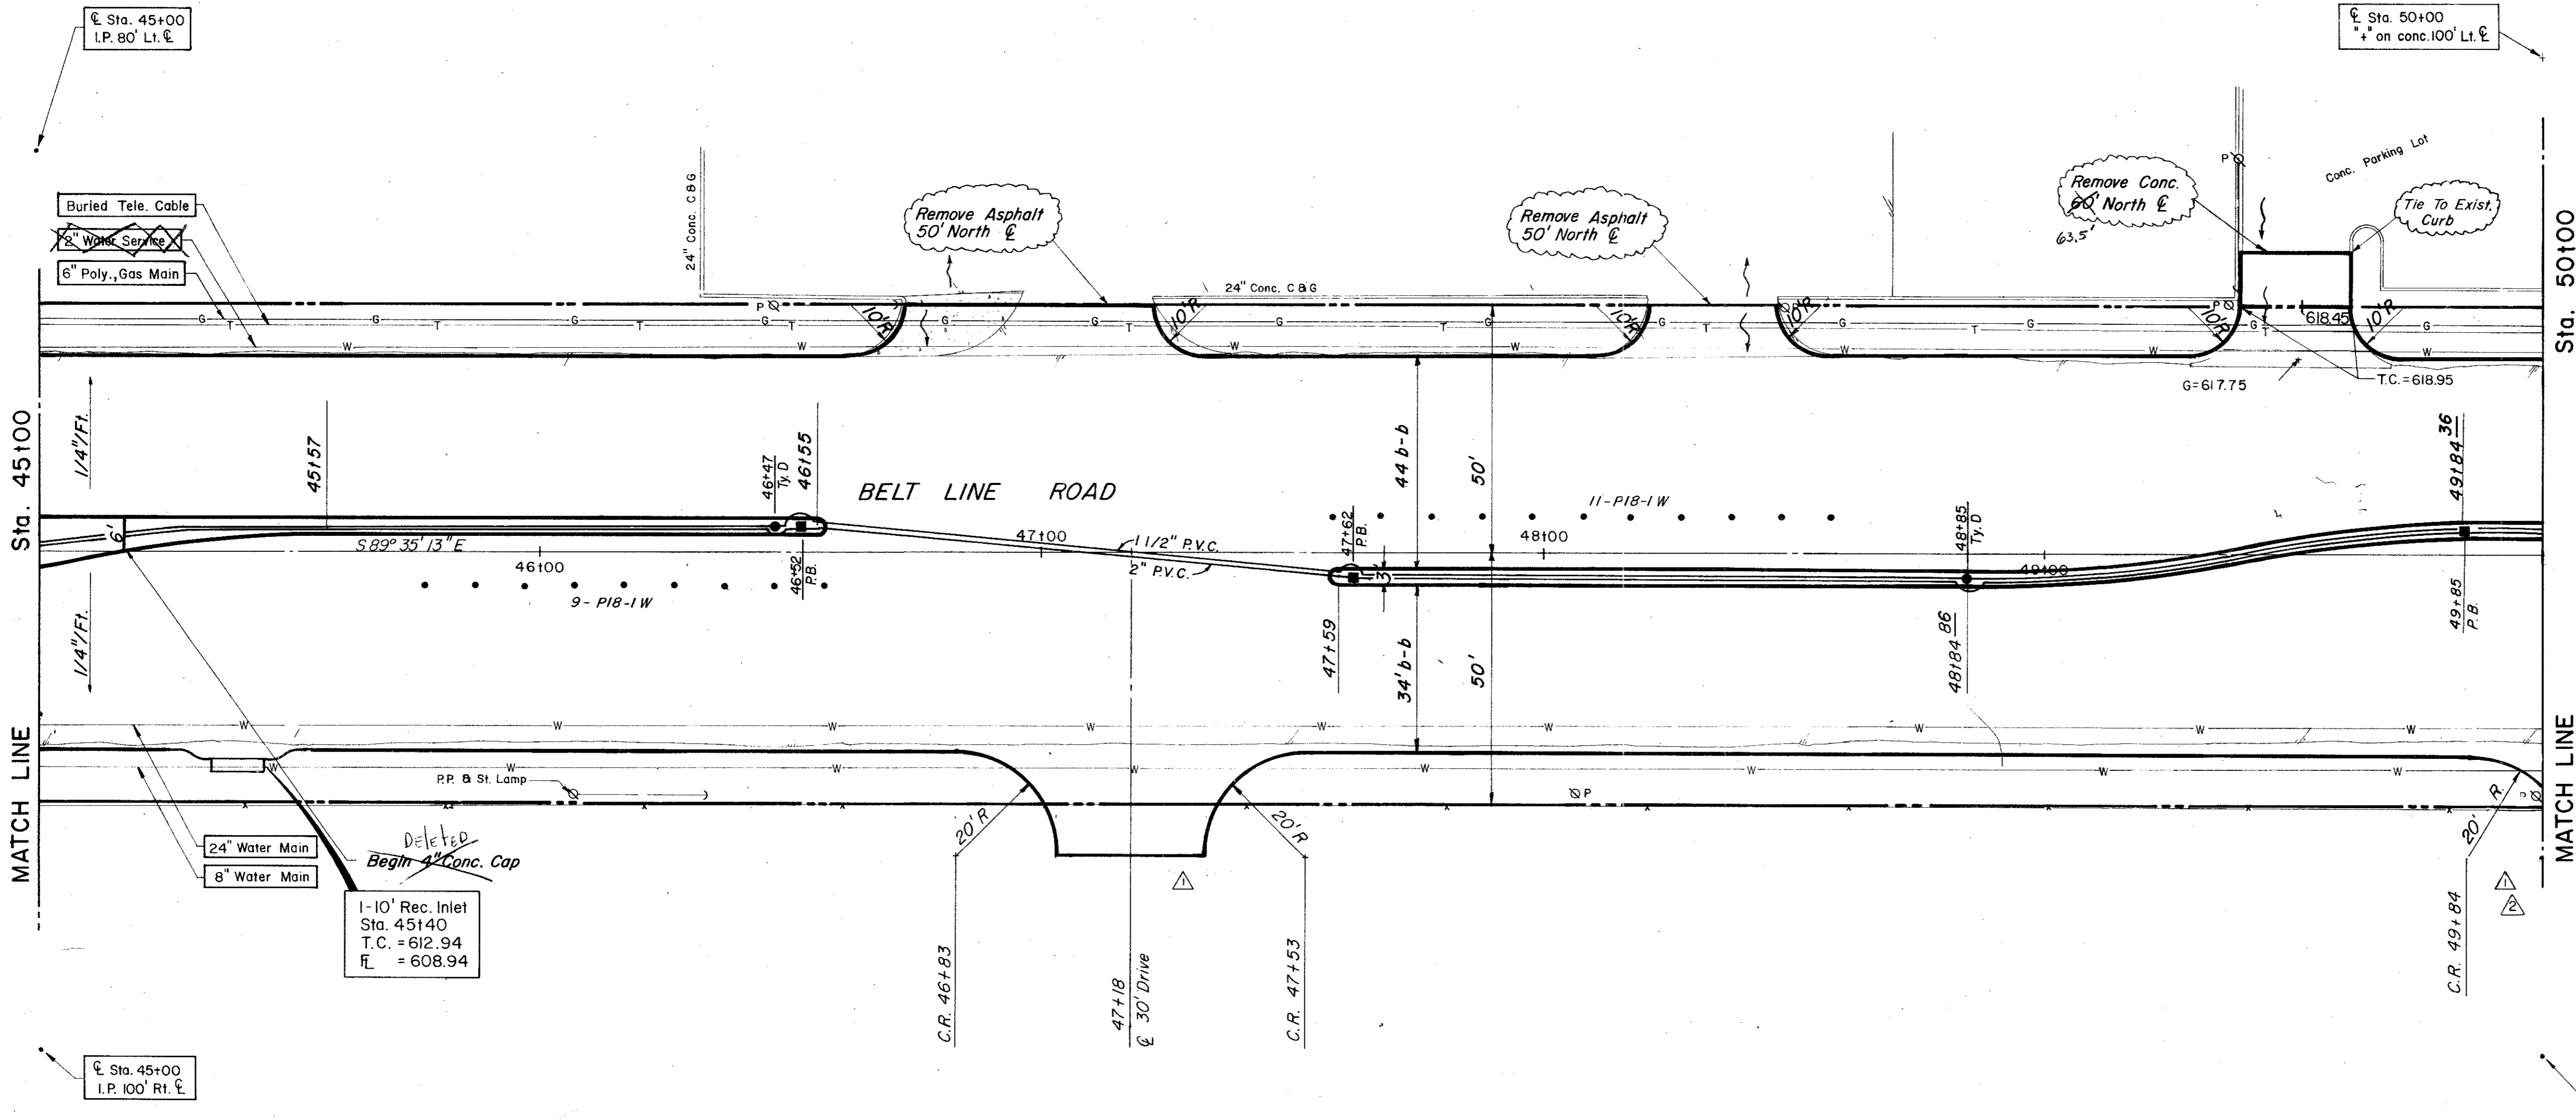 ℄ Sta. 45+00
I.P. 80' Lt. ℄
℄ Sta. 50+00
"+" on conc. 100' Lt. ℄
Buried Tele. Cable
2" Water Service
6" Poly., Gas Main
24" Conc. C & G
Remove Asphalt
50' North ℄
24" Conc. C & G
Remove Asphalt
50' North ℄
Remove Conc.
60' North ℄
63.5'
Conc. Parking Lot
Tie To Exist.
Curb
P
P
P
P
P
G G G G G G G G G G G G
T T T T T T T T T
W W W W W W W
10'R
10'R
10'R
10'R
10'R
10'R
618.45
G=617.75
T.C.=618.95
MATCH LINE Sta. 45+00
MATCH LINE Sta. 50+00
1/4"/Ft.
1/4"/Ft.
45+57
46+47
Ty. D
46+55
BELT LINE ROAD
6'
S 89° 35' 13" E
46+00
46+52
P.B.
9- P18-1W
47+00
1 1/2" P.V.C.
2" P.V.C.
47+62
P.B.
3'
47+59
44 b-b
50'
34' b-b
50'
11-P18-1W
48+00
48+85
Ty. D
48+84 86
49+00
49+84 36
49+85
P.B.
W W W W W W W W W
W W W W W W W W
P.P. & St. Lamp
P
P
24" Water Main
8" Water Main
DELETED
Begin 4" Conc. Cap
1-10' Rec. Inlet
Sta. 45+40
T.C. = 612.94
FL = 608.94
20'R
20'R
20' R.
C.R. 46+83
47+18
℄ 30' Drive
C.R. 47+53
C.R. 49+84
1
1
2
℄ Sta. 45+00
I.P. 100' Rt. ℄